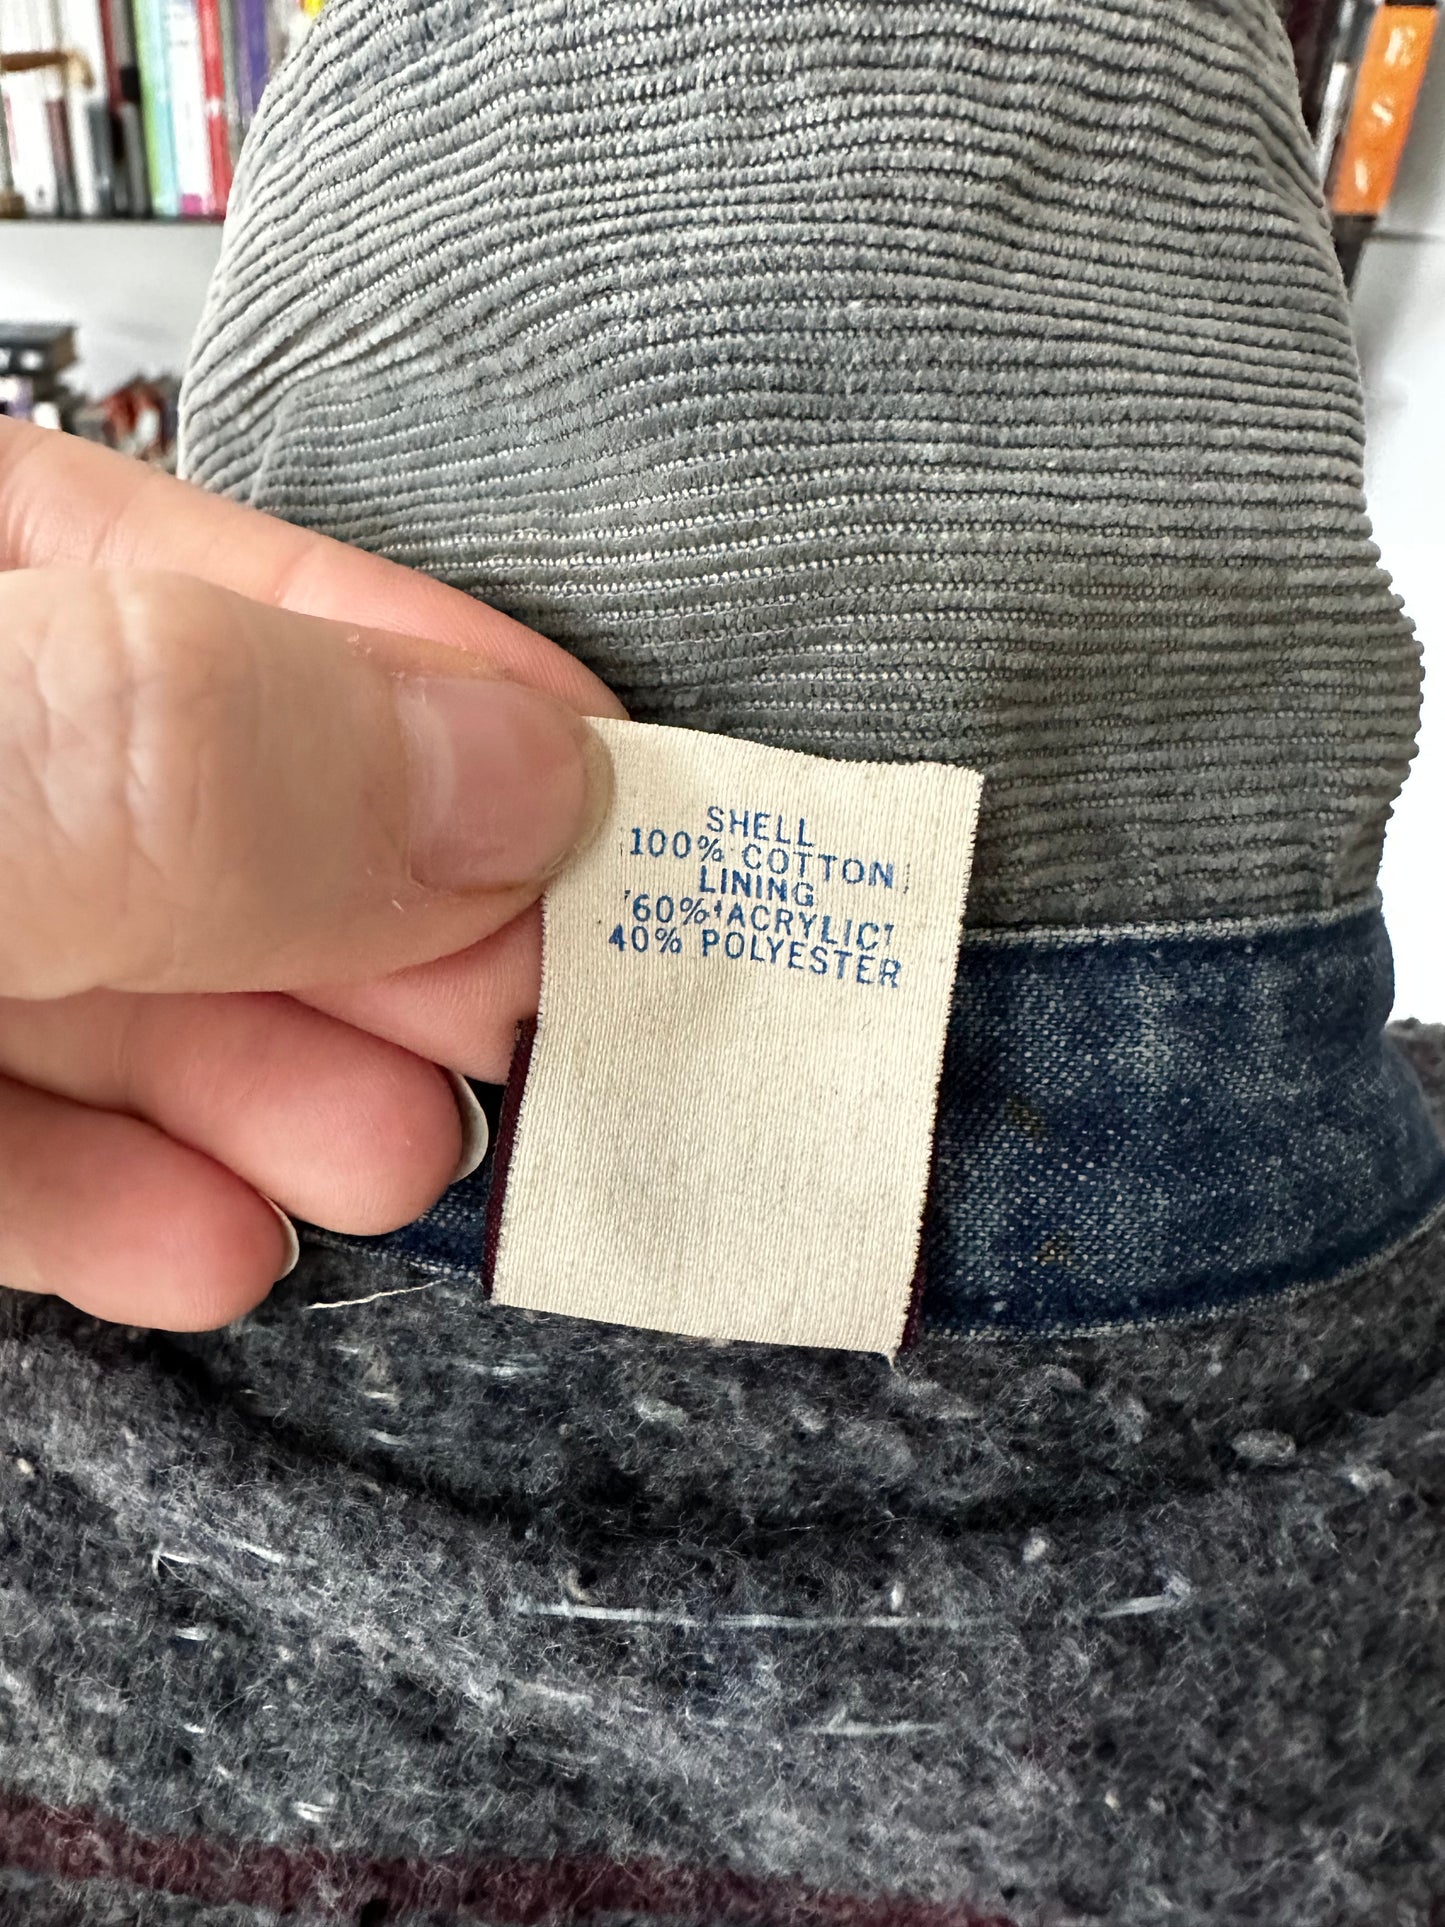 SHELL
100% COTTON
LINING
60% ACRYLIC
40% POLYESTER